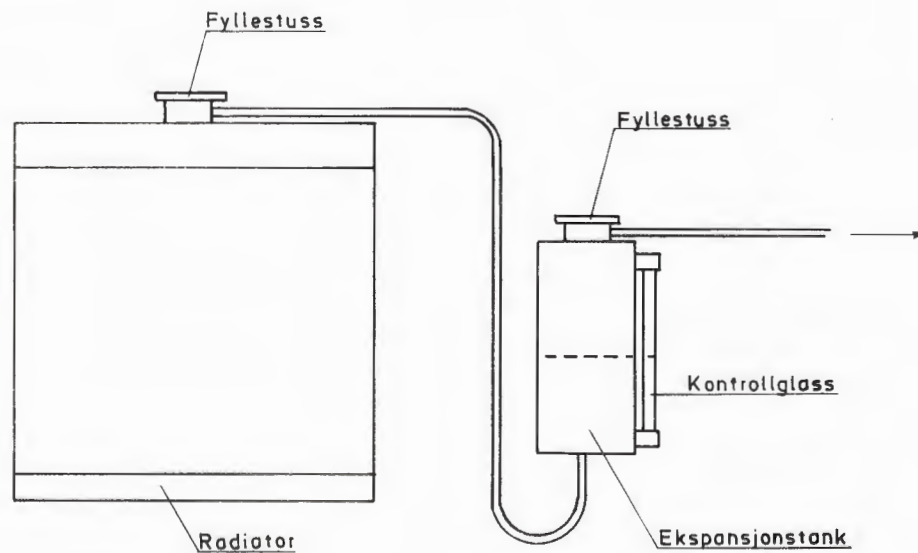 Fyllestuss
Fyllestuss
Kontrollglass
Radiator
Ekspansjonstank